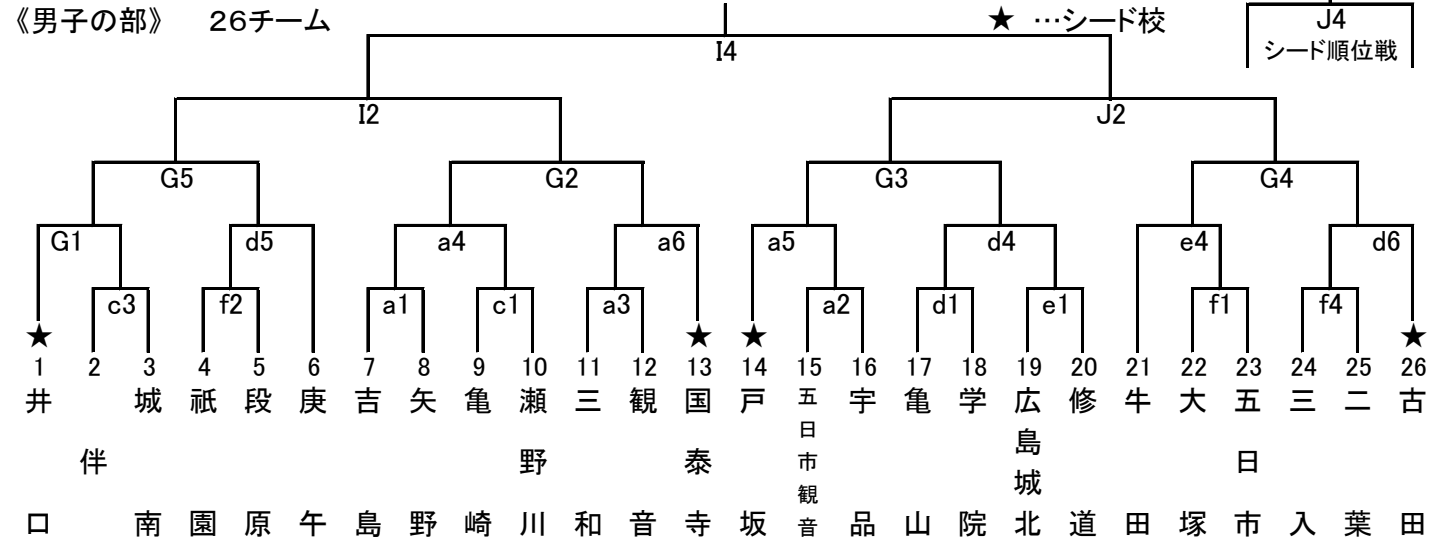 《男子の部》　26チーム
★ …シード校
J4
シード順位戦
I4
I2
J2
G5
G2
G3
G4
G1
d5
a4
a6
a5
d4
e4
d6
c3
f2
a1
c1
a3
a2
d1
e1
f1
f4
★
★
★
★
1 2 3 4 5 6 7 8 9 10 11 12 13 14 15 16 17 18 19 20 21 22 23 24 25 26
井口
伴
城南
祇園
段原
庚午
吉島
矢野
亀崎
瀬野川
三和
観音
国泰寺
戸坂
五日市観音
宇品
亀山
学院
広島城北
修道
牛田
大塚
五日市
三入
二葉
古田